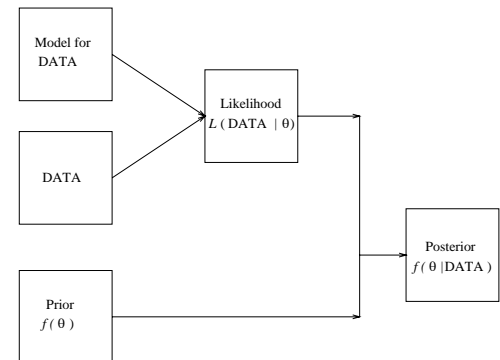 Model for
DATA
Likelihood
L ( DATA | θ)
DATA
Posterior
f( θ |DATA )
Prior
f( θ )